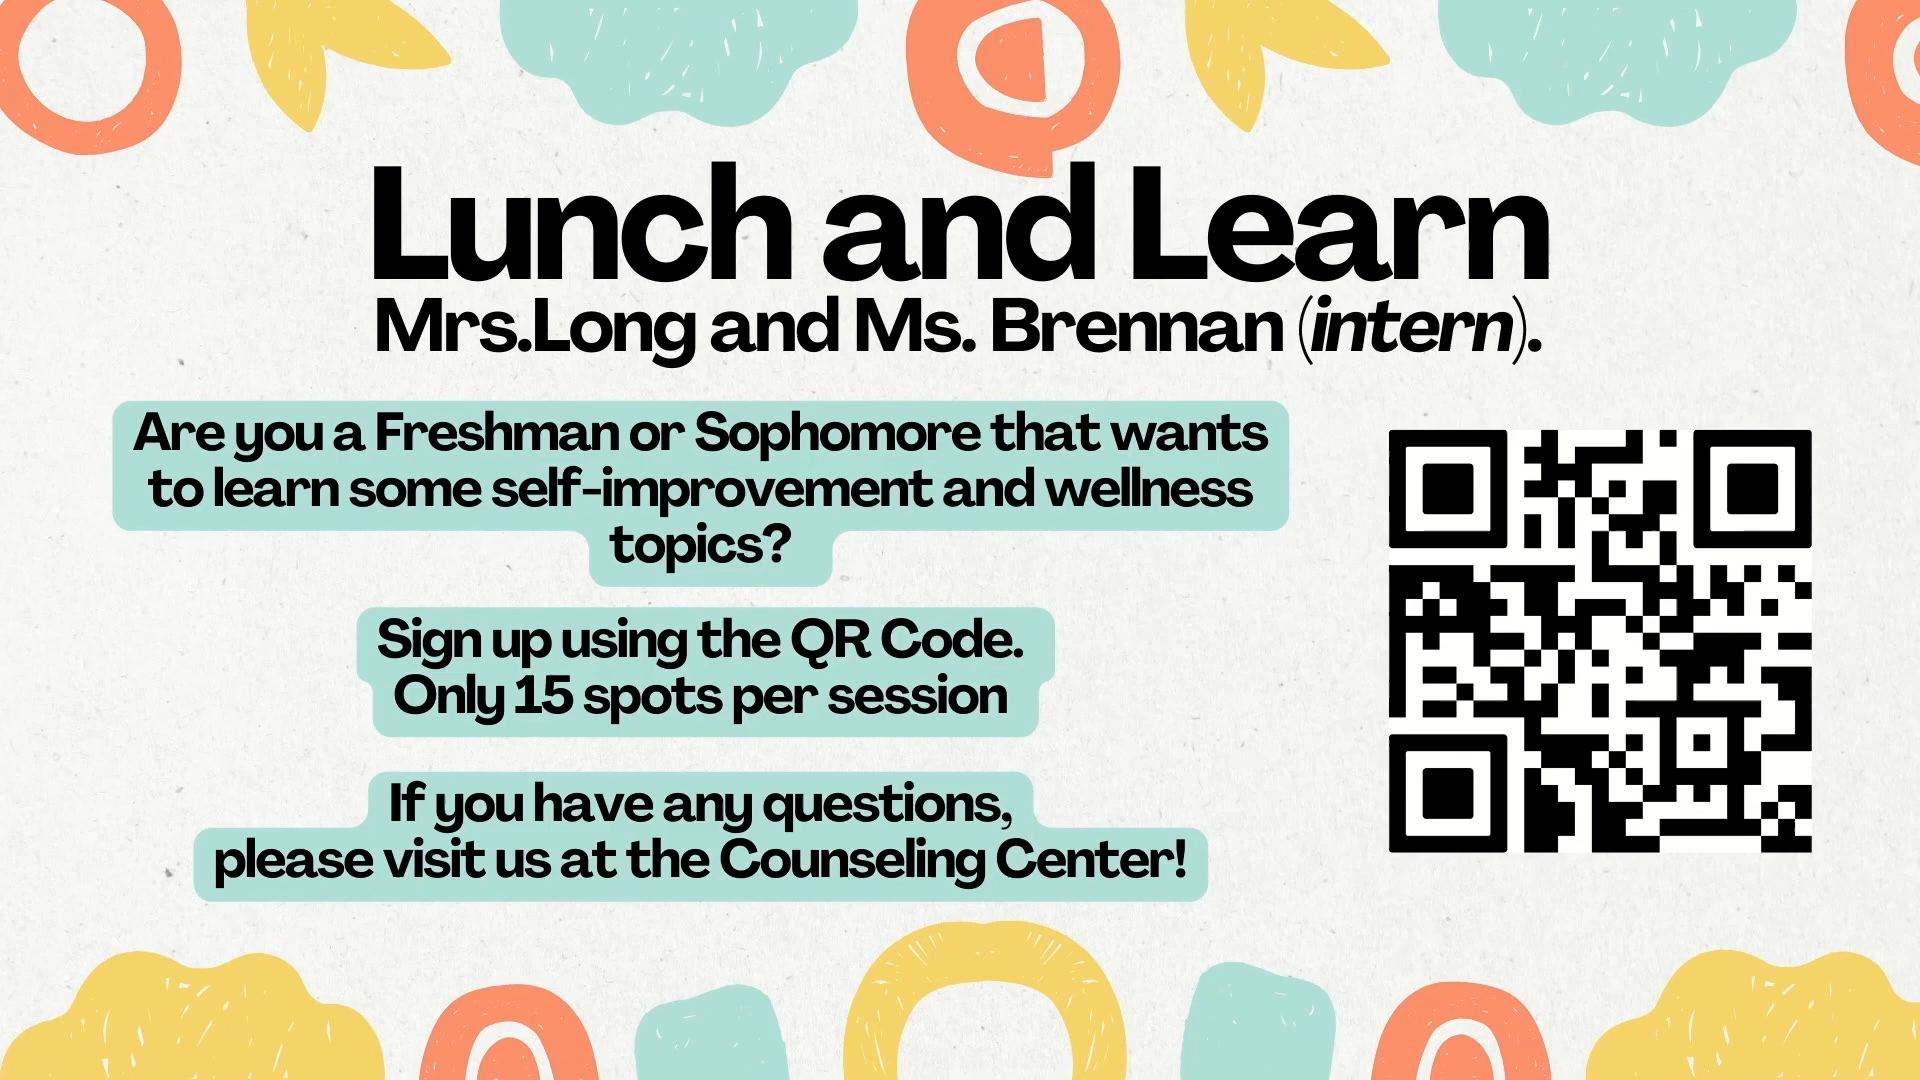 Lunch and Learn
Mrs.Long and Ms. Brennan (intern).
Are you a Freshman or Sophomore that wants
to learn some self-improvement and wellness
topics?
Sign up using the QR Code.
Only 15 spots per session
If you have any questions,
please visit us at the Counseling Center!